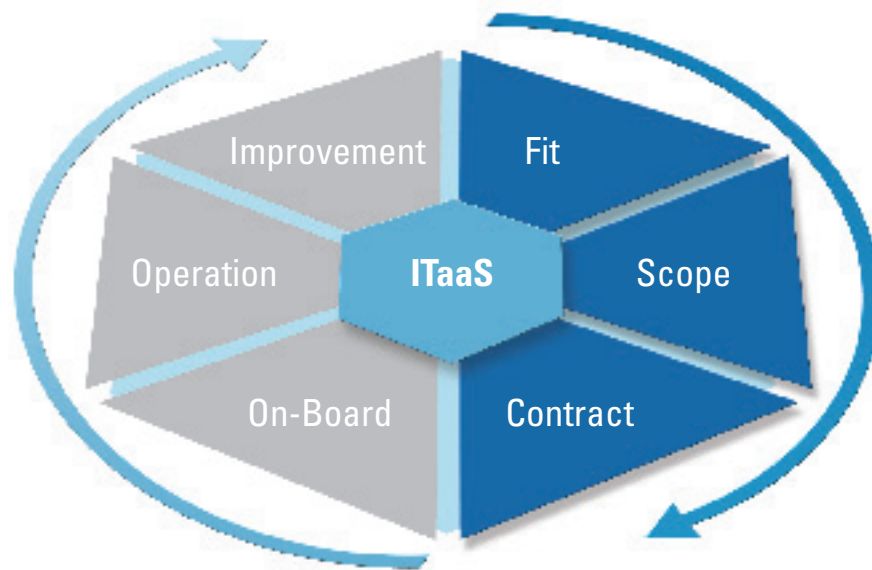 Improvement
Fit
Operation
ITaaS
Scope
On-Board
Contract